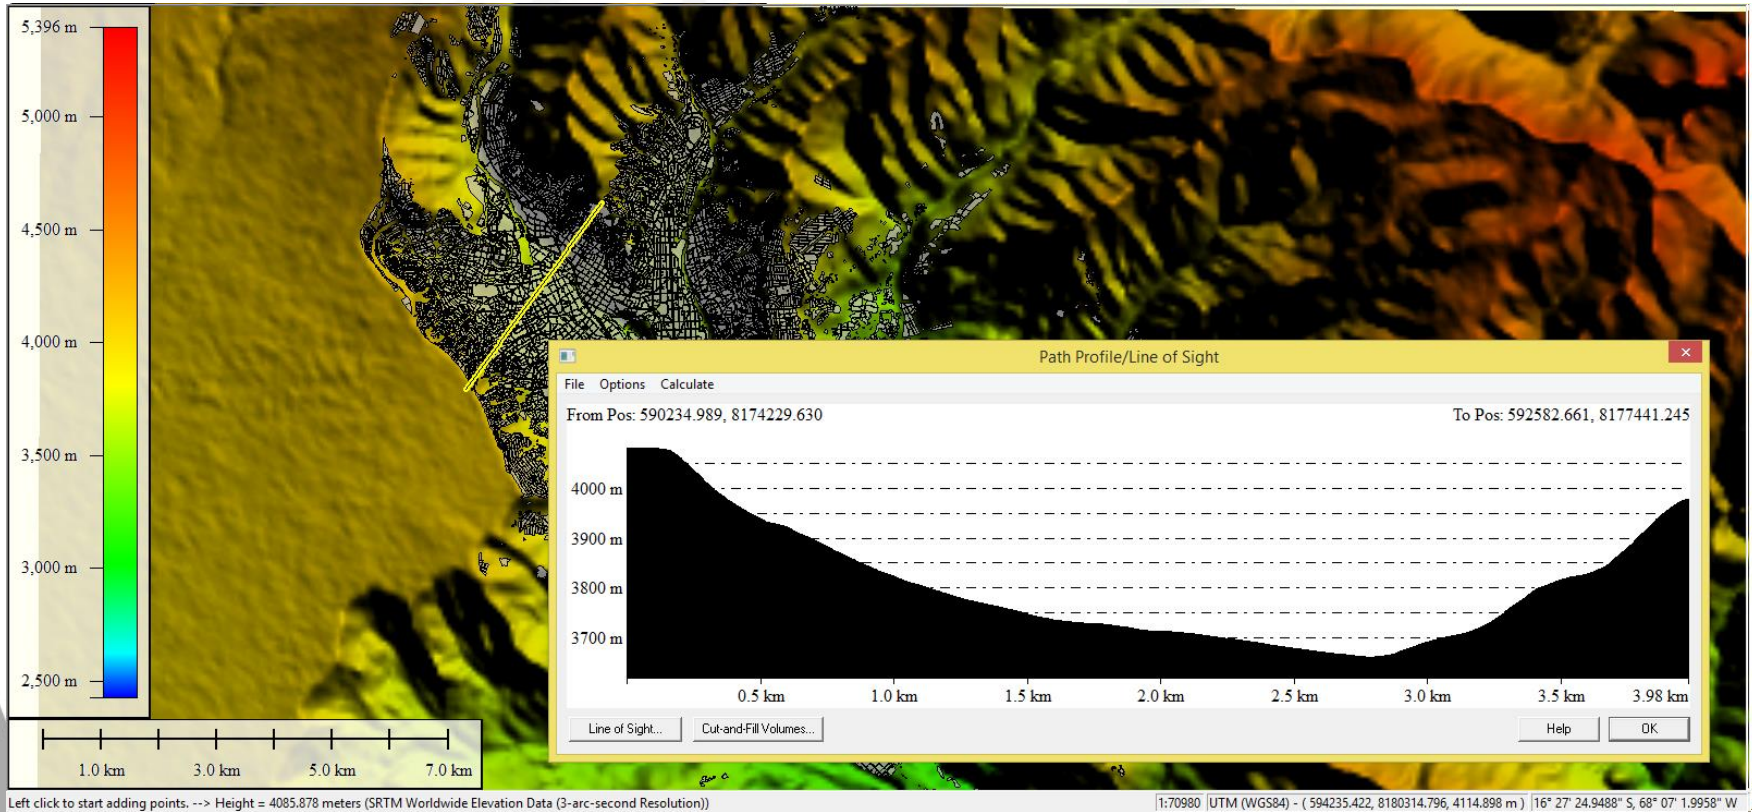 5,396 m
5,000 m
4,500 m
4,000 m
3,500 m
3,000 m
2,500 m
1.0 km 3.0 km 5.0 km 7.0 km
Path Profile/Line of Sight
File Options Calculate
From Pos: 590234.989, 8174229.630 To Pos: 592582.661, 8177441.245
4000 m
3900 m
3800 m
3700 m
0.5 km 1.0 km 1.5 km 2.0 km 2.5 km 3.0 km 3.5 km 3.98 km
Line of Sight... Cut-and-Fill Volumes... Help OK
Left click to start adding points. --> Height = 4085.878 meters (SRTM Worldwide Elevation Data (3-arc-second Resolution)) 1:70980 UTM (WGS84) - ( 594235.422, 8180314.796, 4114.898 m ) 16° 27' 24.9488" S, 68° 07' 1.9958" W